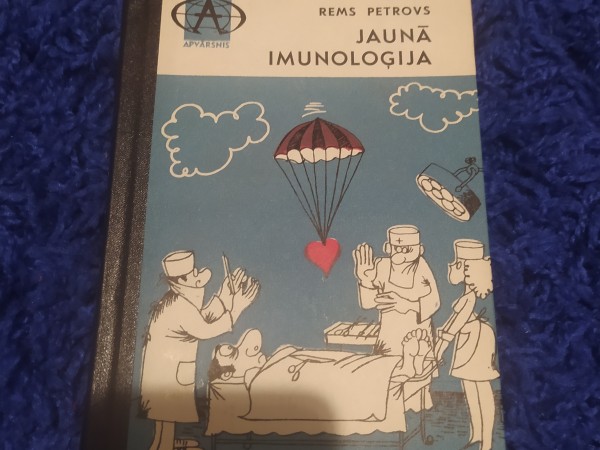 A
APVĀRSNIS
REMS PETROVS
JAUNĀ
IMUNOLOĢIJA